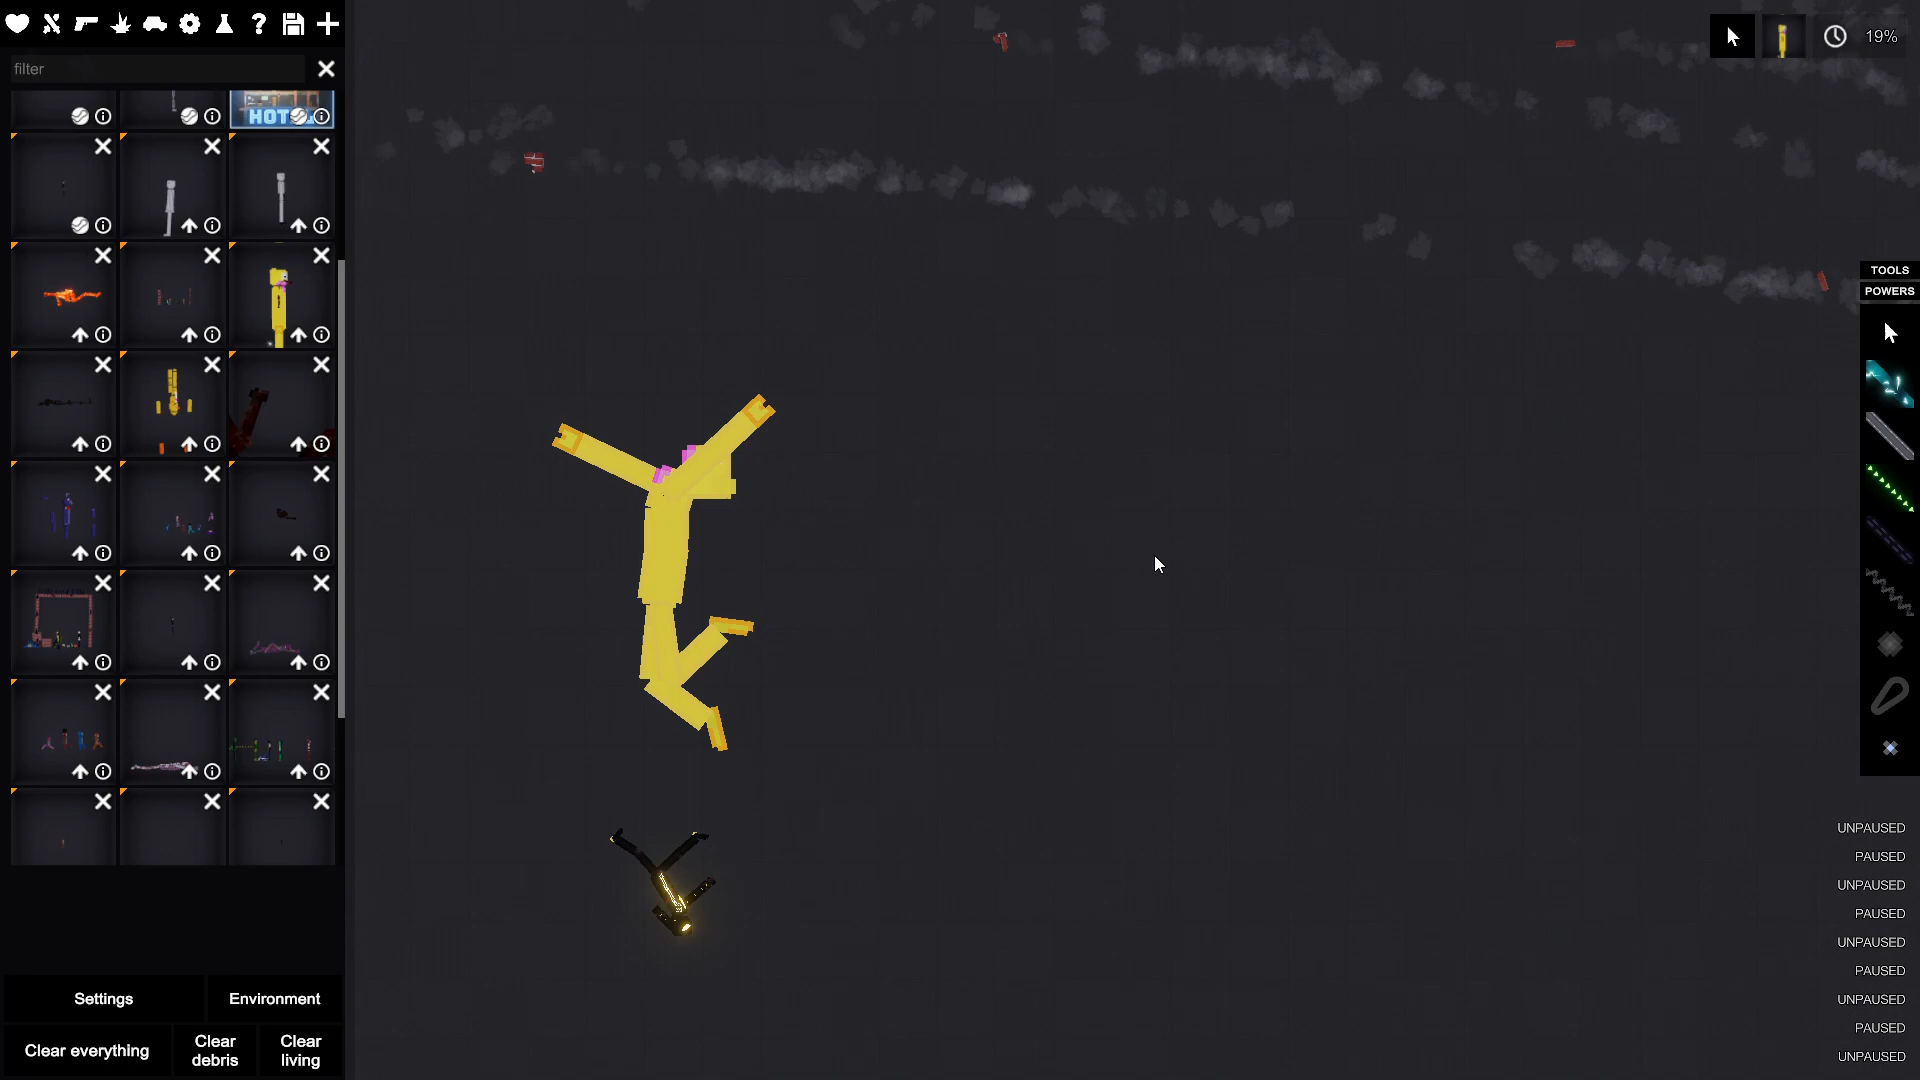 filter
19%
HOTEL
TOOLS
POWERS
UNPAUSED
PAUSED
UNPAUSED
PAUSED
UNPAUSED
PAUSED
UNPAUSED
PAUSED
UNPAUSED
Settings
Environment
Clear everything
Clear debris
Clear living